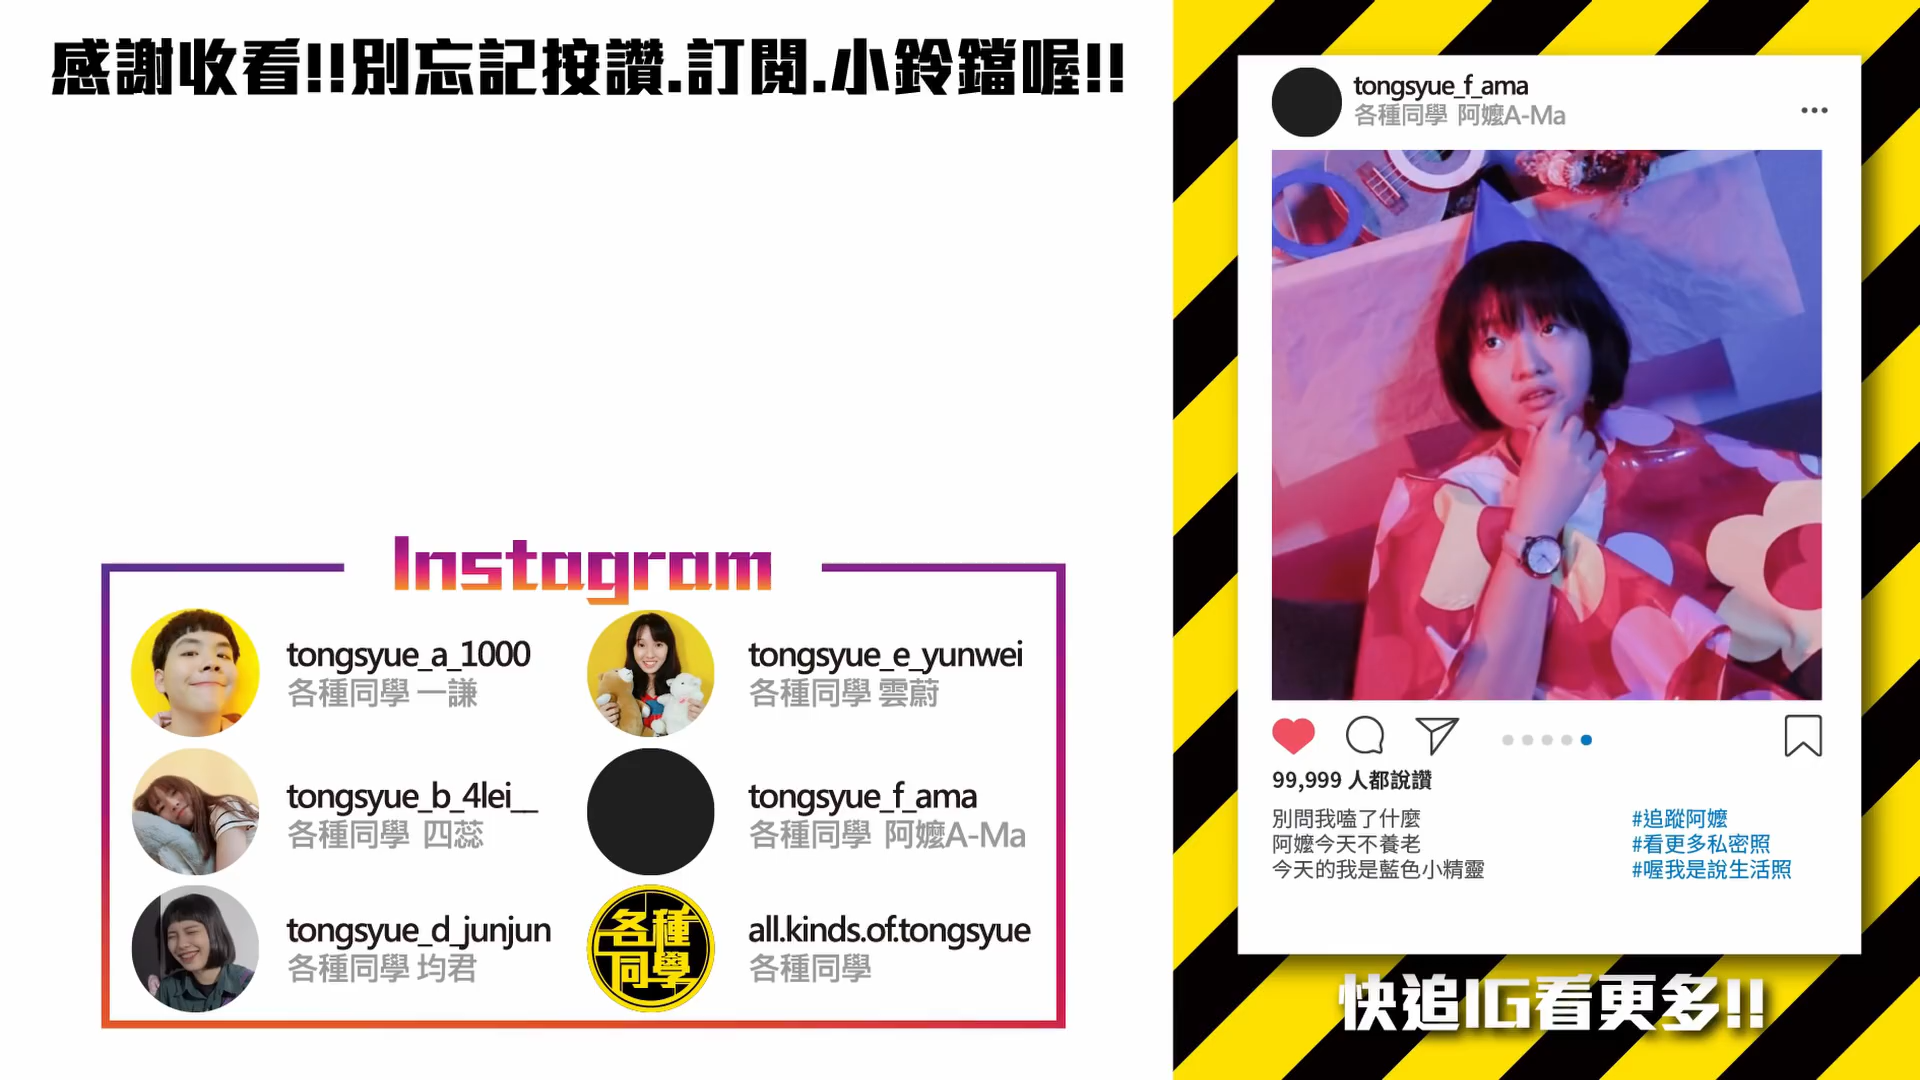 感謝收看!!別忘記按讚.訂閱.小鈴鐺喔!!
Instagram
tongsyue_a_1000
各種同學 一謙
tongsyue_b_4lei__
各種同學 四蕊
tongsyue_d_junjun
各種同學 均君
tongsyue_e_yunwei
各種同學 雲蔚
tongsyue_f_ama
各種同學 阿嬤A-Ma
各種同學
all.kinds.of.tongsyue
各種同學
tongsyue_f_ama
各種同學 阿嬤A-Ma
99,999 人都說讚
別問我嗑了什麼
阿嬤今天不養老
今天的我是藍色小精靈
#追蹤阿嬤
#看更多私密照
#喔我是說生活照
快追IG看更多!!